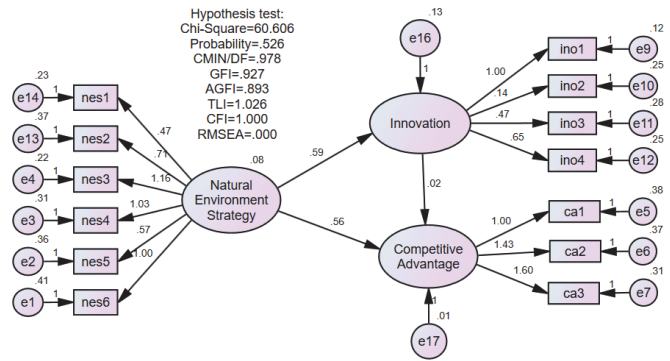 Hypothesis test:
Chi-Square=60.606
Probability=.526
CMIN/DF=.978
GFI=.927
AGFI=.893
TLI=1.026
CFI=1.000
RMSEA=.000
.13
e16
1
.12
ino1 1 e9
1.00
.25
ino2 1 e10
.14
.28
ino3 1 e11
.47
.25
ino4 1 e12
.65
Innovation
.23
e14 1 nes1
.47
.37
e13 1 nes2
.71
.22
e4 1 nes3
1.16
.31
e3 1 nes4
1.03
.36
e2 1 nes5
.57
.41
e1 1 nes6
1.00
.08
Natural
Environment
Strategy
.59
.02
.56
Competitive
Advantage
.38
ca1 1 e5
1.00
.37
ca2 1 e6
1.43
.31
ca3 1 e7
1.60
1
.01
e17